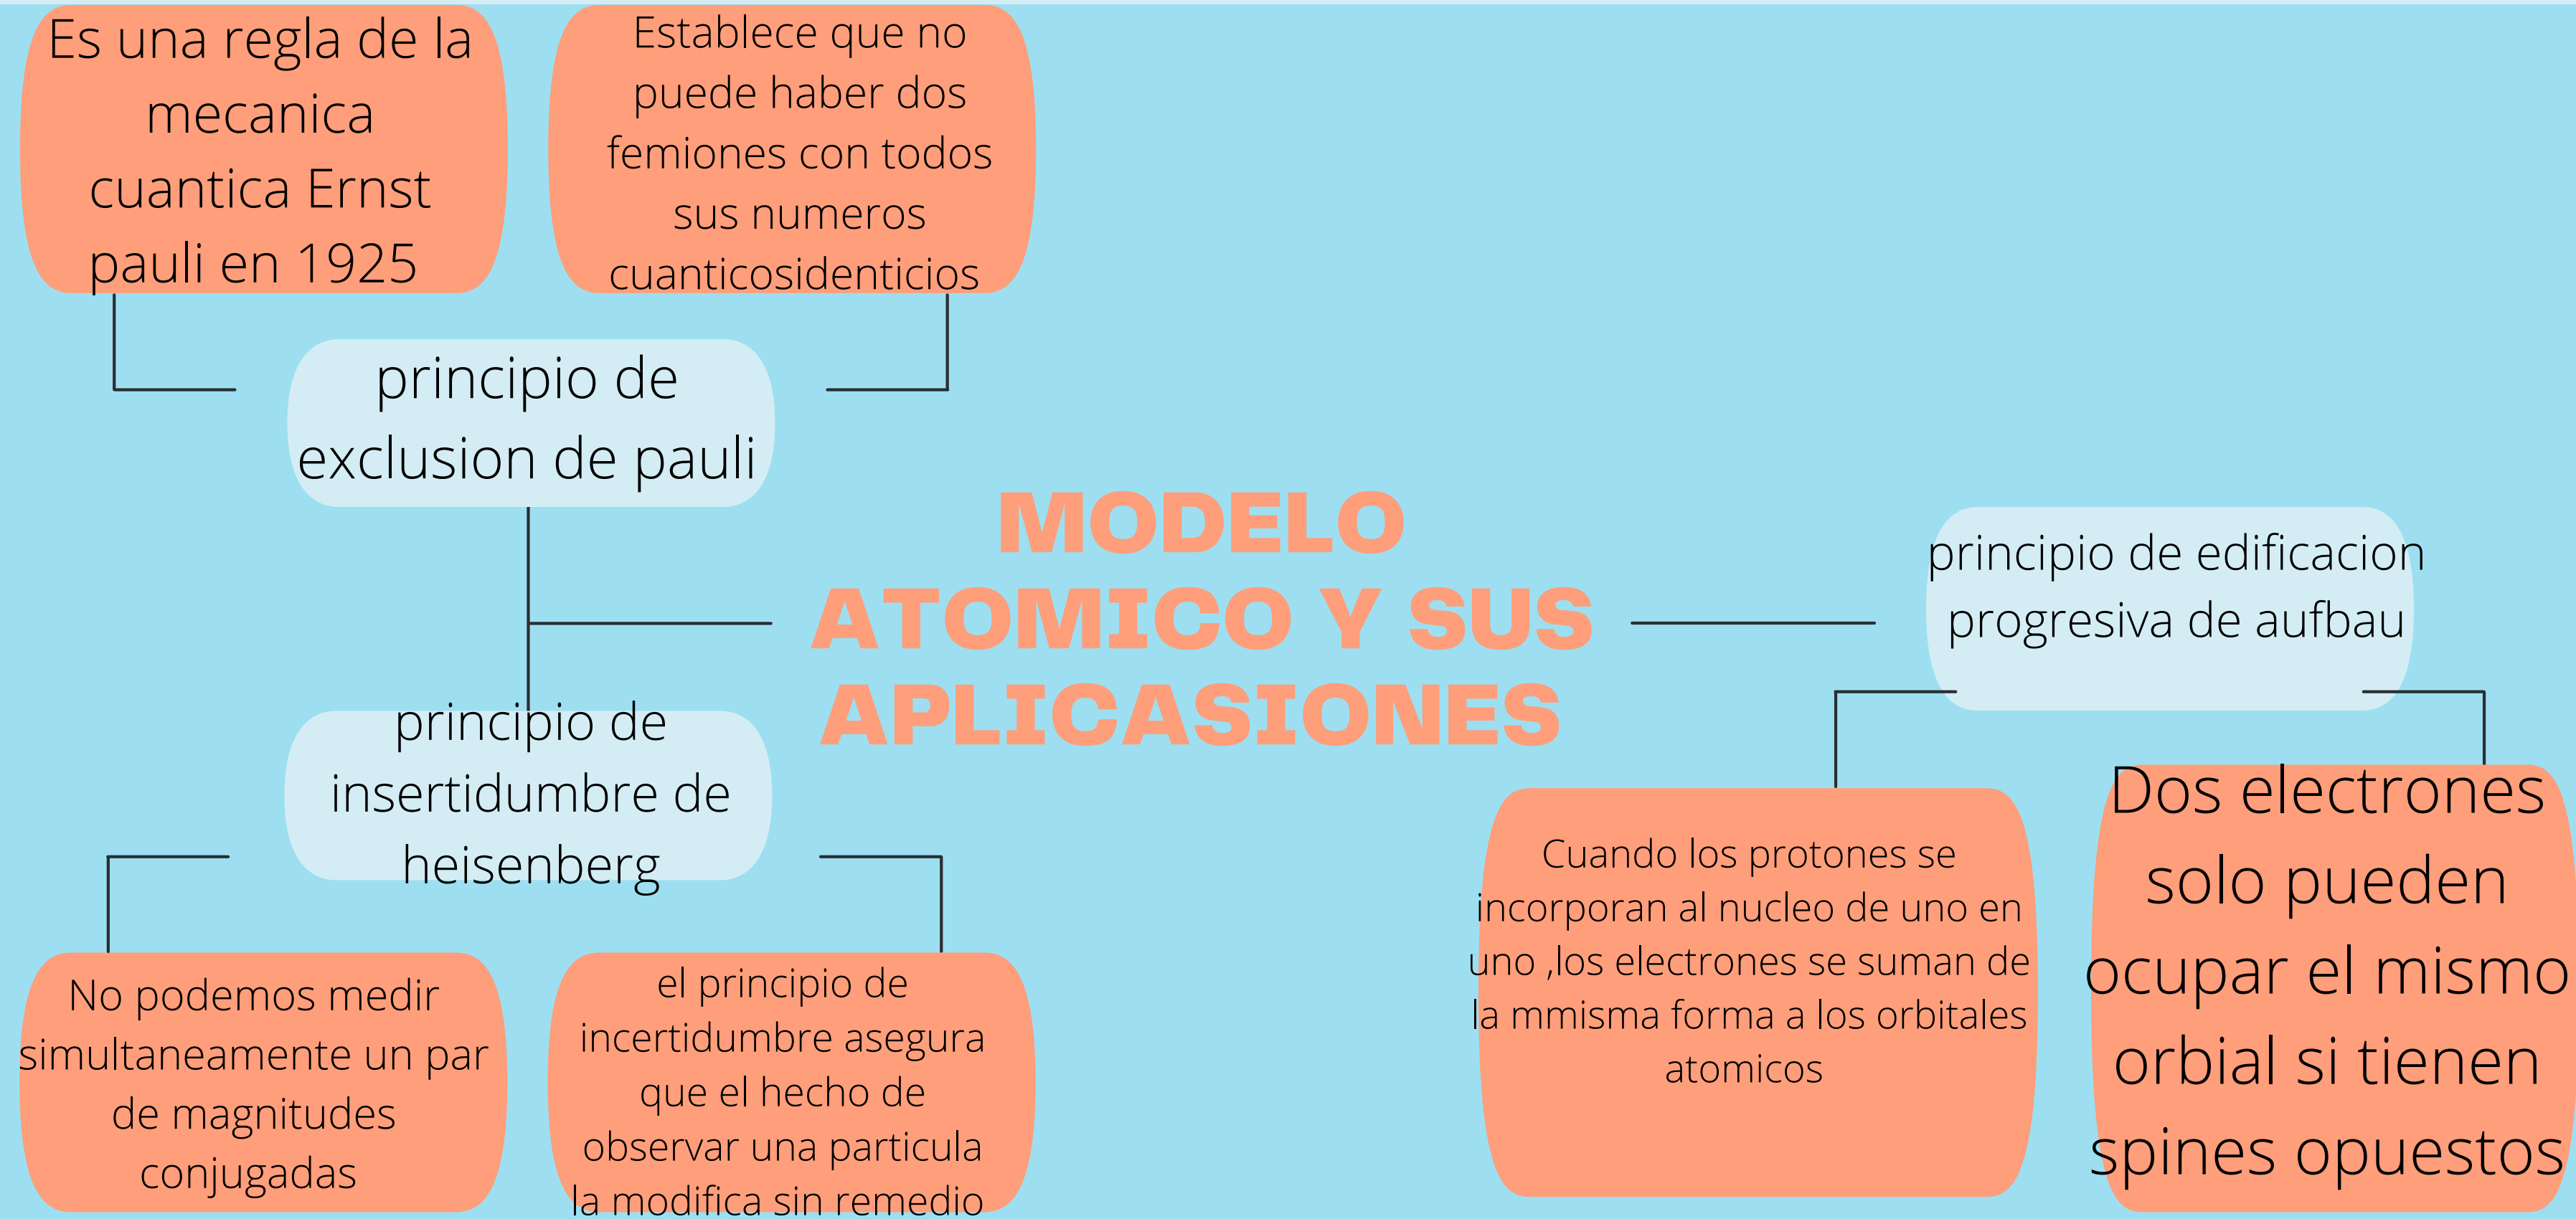 Es una regla de la
mecanica
cuantica Ernst
pauli en 1925
Establece que no
puede haber dos
femiones con todos
sus numeros
cuanticosidenticios
principio de
exclusion de pauli
MODELO
ATOMICO Y SUS
APLICASIONES
principio de edificacion
progresiva de aufbau
principio de
insertidumbre de
heisenberg
No podemos medir
simultaneamente un par
de magnitudes
conjugadas
el principio de
incertidumbre asegura
que el hecho de
observar una particula
la modifica sin remedio
Cuando los protones se
incorporan al nucleo de uno en
uno ,los electrones se suman de
la mmisma forma a los orbitales
atomicos
Dos electrones
solo pueden
ocupar el mismo
orbial si tienen
spines opuestos